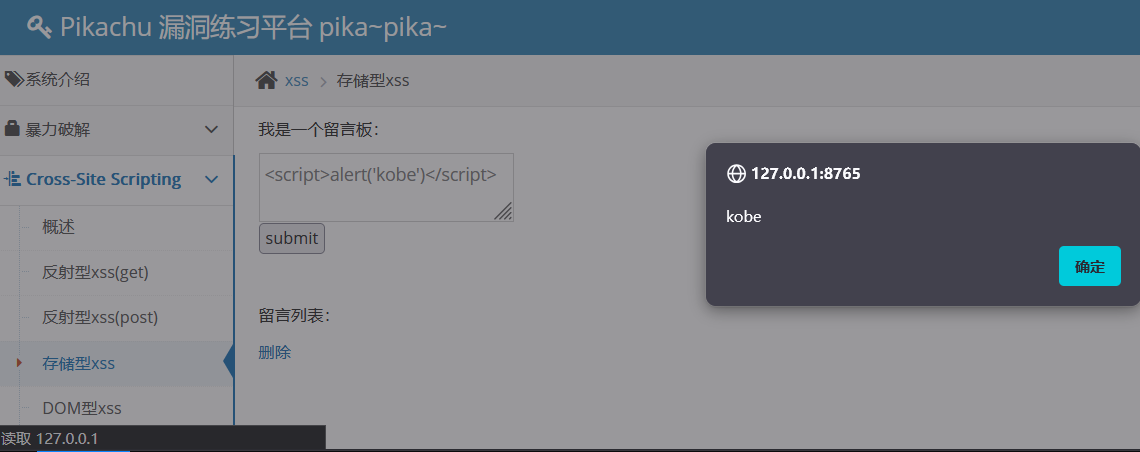 Pikachu 漏洞练习平台 pika~pika~
系统介绍
暴力破解
Cross-Site Scripting
概述
反射型xss(get)
反射型xss(post)
存储型xss
DOM型xss
读取 127.0.0.1
xss > 存储型xss
我是一个留言板：
<script>alert('kobe')</script>
submit
留言列表：
删除
127.0.0.1:8765
kobe
确定